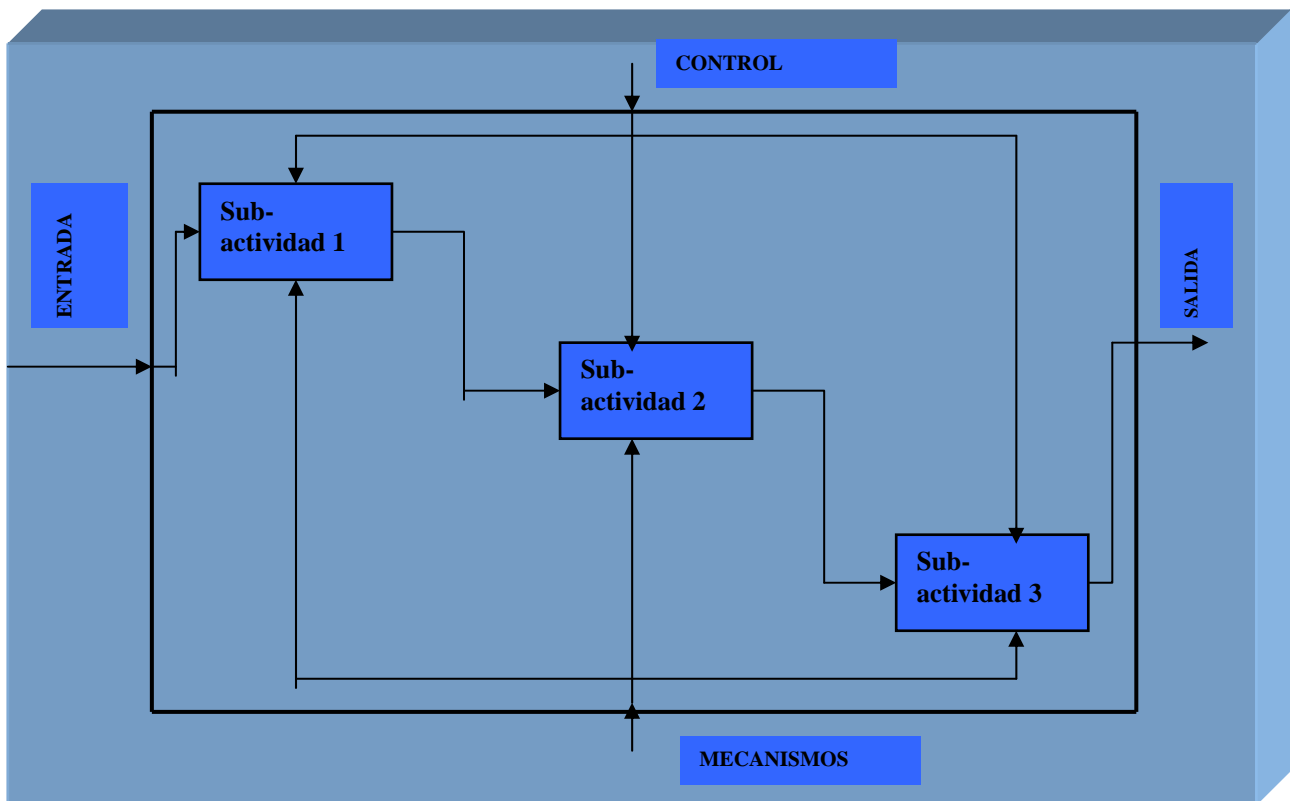 CONTROL
ENTRADA
Sub-
actividad 1
SALIDA
Sub-
actividad 2
Sub-
actividad 3
MECANISMOS